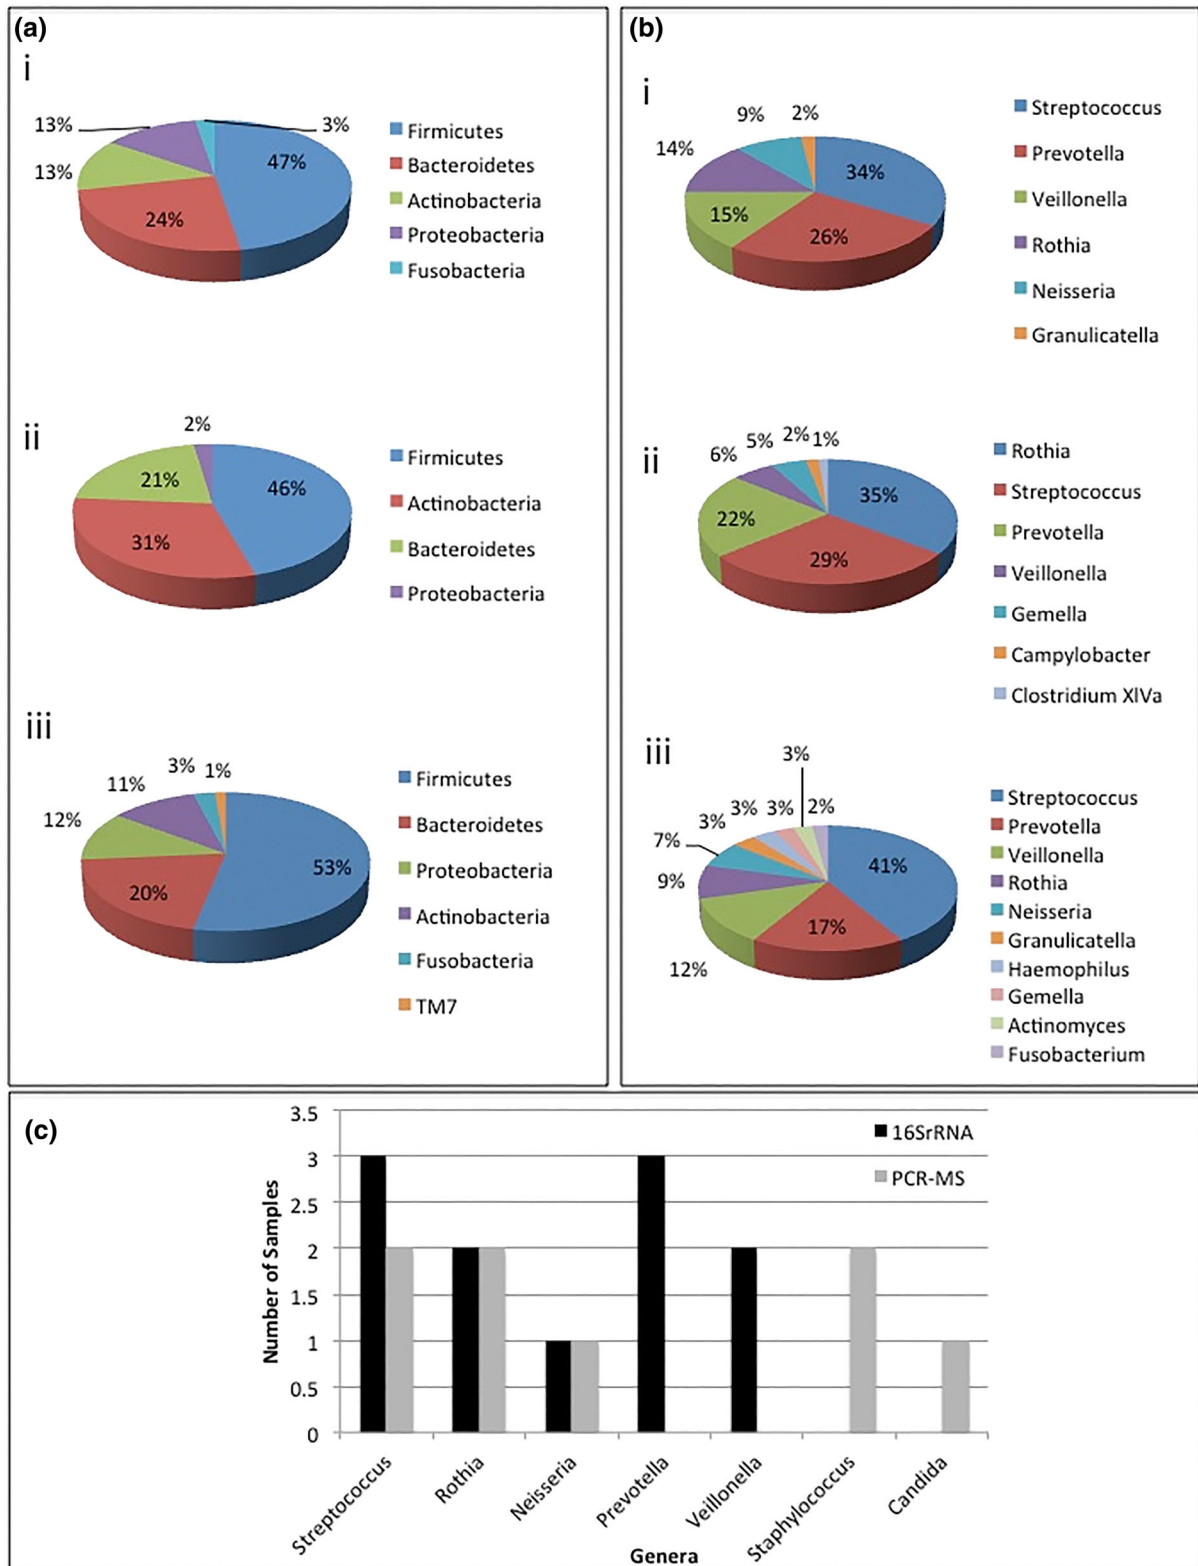 (a)
i
13%
3%
47%
13%
24%
Firmicutes
Bacteroidetes
Actinobacteria
Proteobacteria
Fusobacteria
ii
2%
21%
46%
31%
Firmicutes
Actinobacteria
Bacteroidetes
Proteobacteria
iii
3%
1%
11%
12%
53%
20%
Firmicutes
Bacteroidetes
Proteobacteria
Actinobacteria
Fusobacteria
TM7
(b)
i
9%
2%
14%
34%
15%
26%
Streptococcus
Prevotella
Veillonella
Rothia
Neisseria
Granulicatella
ii
5%
2%
1%
6%
35%
22%
29%
Rothia
Streptococcus
Prevotella
Veillonella
Gemella
Campylobacter
Clostridium XlVa
iii
3%
3%
3%
2%
3%
7%
9%
41%
17%
12%
Streptococcus
Prevotella
Veillonella
Rothia
Neisseria
Granulicatella
Haemophilus
Gemella
Actinomyces
Fusobacterium
(c)
3.5
3
2.5
2
1.5
1
0.5
0
Number of Samples
16SrRNA
PCR-MS
Streptococcus
Rothia
Neisseria
Prevotella
Veillonella
Staphylococcus
Candida
Genera